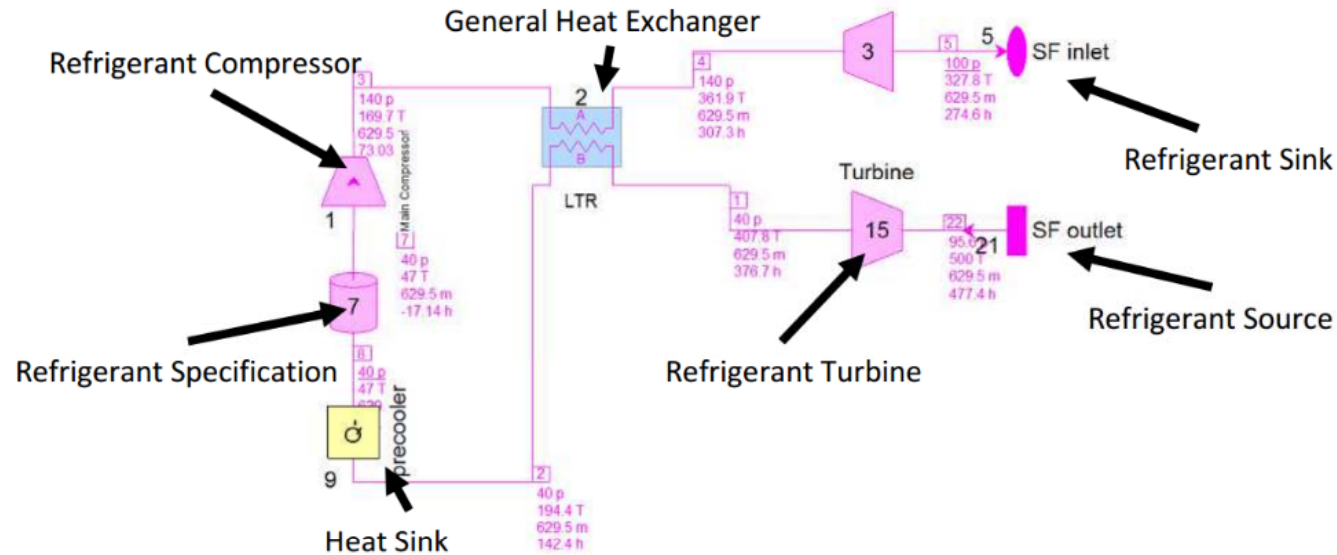 General Heat Exchanger
Refrigerant Compressor
3
140 p
169.7 T
629.5
73.03
Main Compressor
1
7
40 p
47 T
629.5 m
-17.14 h
7
Refrigerant Specification
8
40 p
47 T
precooler
9
Heat Sink
2
A
B
LTR
2
40 p
194.4 T
629.5 m
142.4 h
4
140 p
361.9 T
629.5 m
307.3 h
3
5
100 p
327.8 T
629.5 m
274.6 h
5
SF inlet
Refrigerant Sink
Turbine
1
40 p
407.8 T
629.5 m
376.7 h
15
22
500 T
629.5 m
477.4 h
21
SF outlet
Refrigerant Source
Refrigerant Turbine